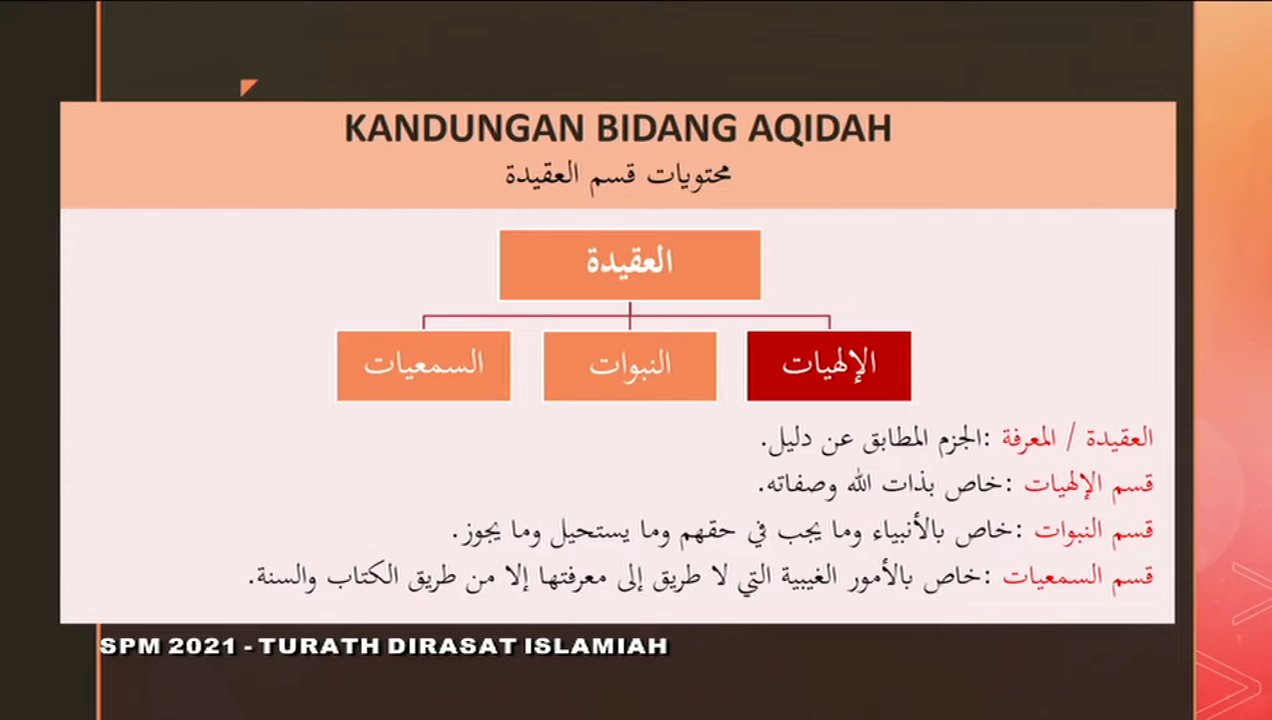 KANDUNGAN BIDANG AQIDAH
محتويات قسم العقيدة
العقيدة
الإلهيات
النبوات
السمعيات
العقيدة / المعرفة :الجزم المطابق عن دليل.
قسم الإلهيات :خاص بذات الله وصفاته.
قسم النبوات :خاص بالأنبياء وما يجب في حقهم وما يستحيل وما يجوز.
قسم السمعيات :خاص بالأمور الغيبية التي لا طريق إلى معرفتها إلا من طريق الكتاب والسنة.
SPM 2021 - TURATH DIRASAT ISLAMIAH